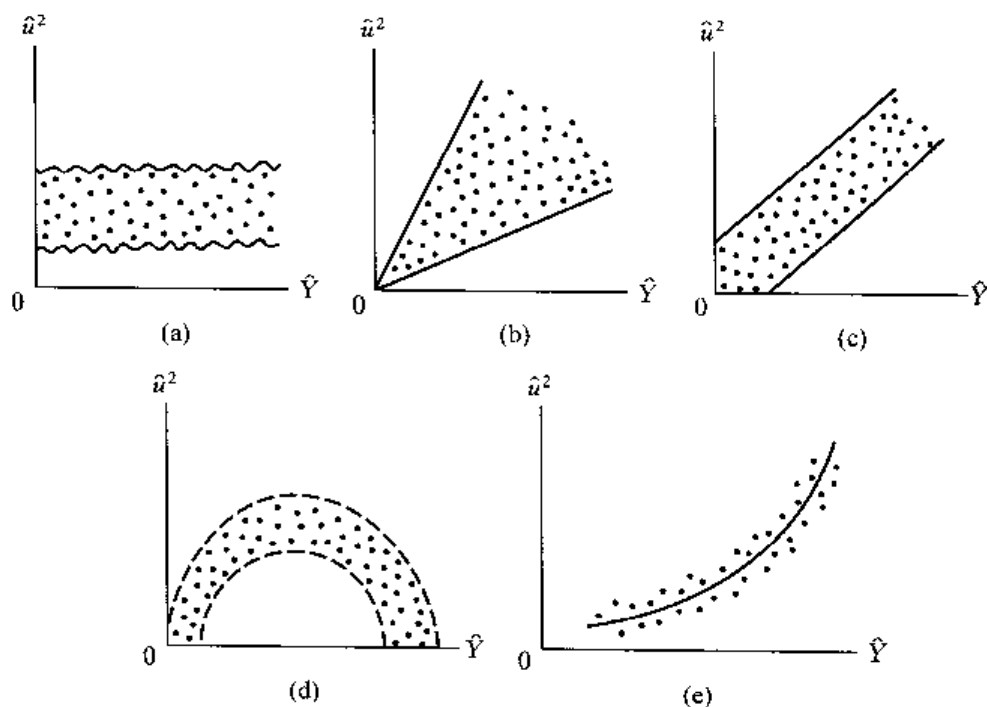 û² û² û²
0 Ŷ 0 Ŷ 0 Ŷ
(a) (b) (c)
û² û²
0 Ŷ 0 Ŷ
(d) (e)